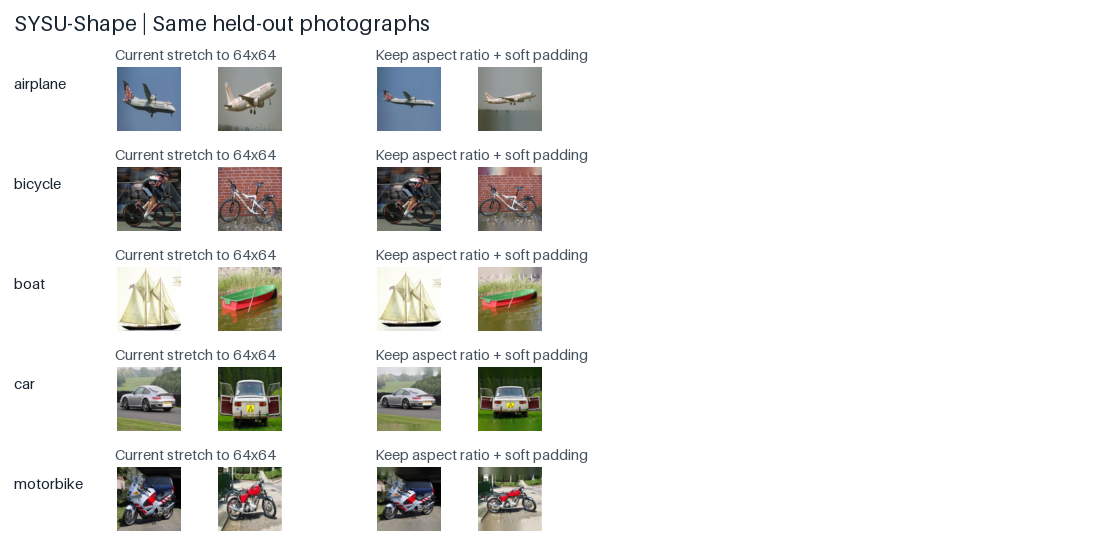 SYSU-Shape | Same held-out photographs
Current stretch to 64x64 Keep aspect ratio + soft padding
airplane
Current stretch to 64x64 Keep aspect ratio + soft padding
bicycle
Current stretch to 64x64 Keep aspect ratio + soft padding
boat
Current stretch to 64x64 Keep aspect ratio + soft padding
car
Current stretch to 64x64 Keep aspect ratio + soft padding
motorbike